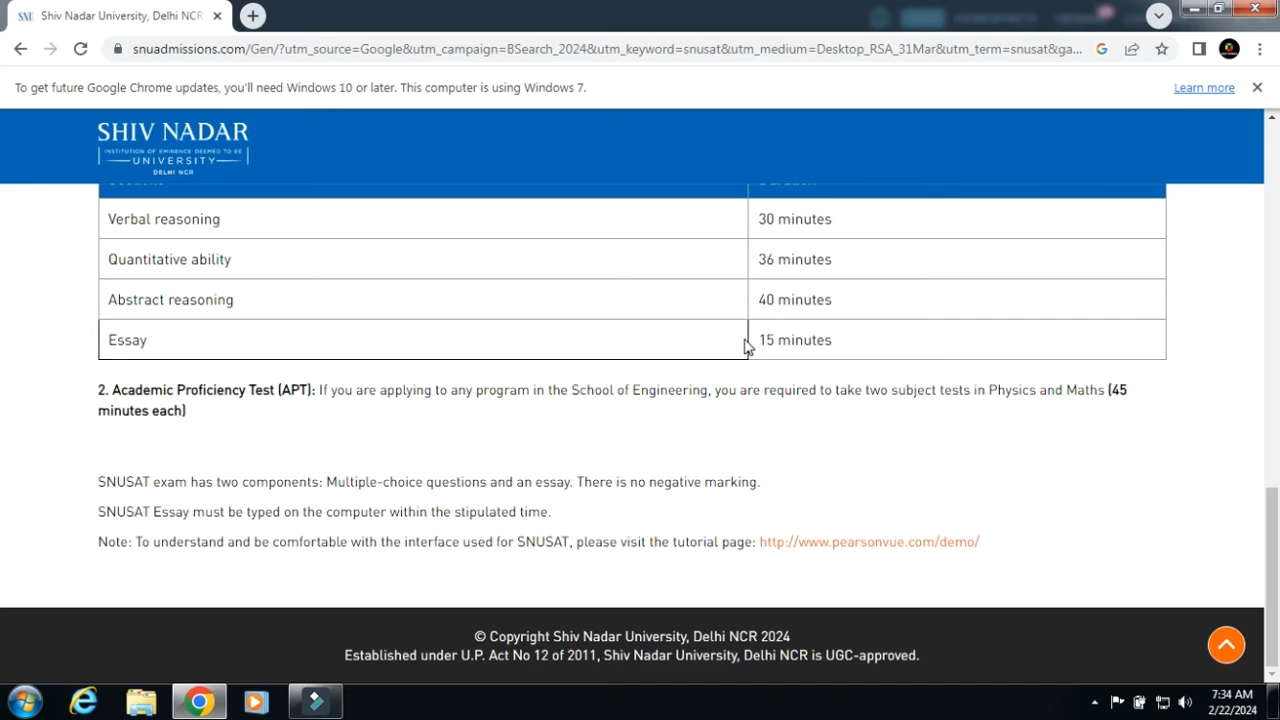 Shiv Nadar University, Delhi NCR
snuadmissions.com/Gen/?utm_source=Google&utm_campaign=BSearch_2024&utm_keyword=snusat&utm_medium=Desktop_RSA_31Mar&utm_term=snusat&ga...
To get future Google Chrome updates, you'll need Windows 10 or later. This computer is using Windows 7.
Learn more
SHIV NADAR
INSTITUTION OF EMINENCE DEEMED TO BE
UNIVERSITY
DELHI NCR
Verbal reasoning 30 minutes
Quantitative ability 36 minutes
Abstract reasoning 40 minutes
Essay 15 minutes
2. Academic Proficiency Test (APT): If you are applying to any program in the School of Engineering, you are required to take two subject tests in Physics and Maths (45
minutes each)
SNUSAT exam has two components: Multiple-choice questions and an essay. There is no negative marking.
SNUSAT Essay must be typed on the computer within the stipulated time.
Note: To understand and be comfortable with the interface used for SNUSAT, please visit the tutorial page: http://www.pearsonvue.com/demo/
© Copyright Shiv Nadar University, Delhi NCR 2024
Established under U.P. Act No 12 of 2011, Shiv Nadar University, Delhi NCR is UGC-approved.
7:34 AM
2/22/2024